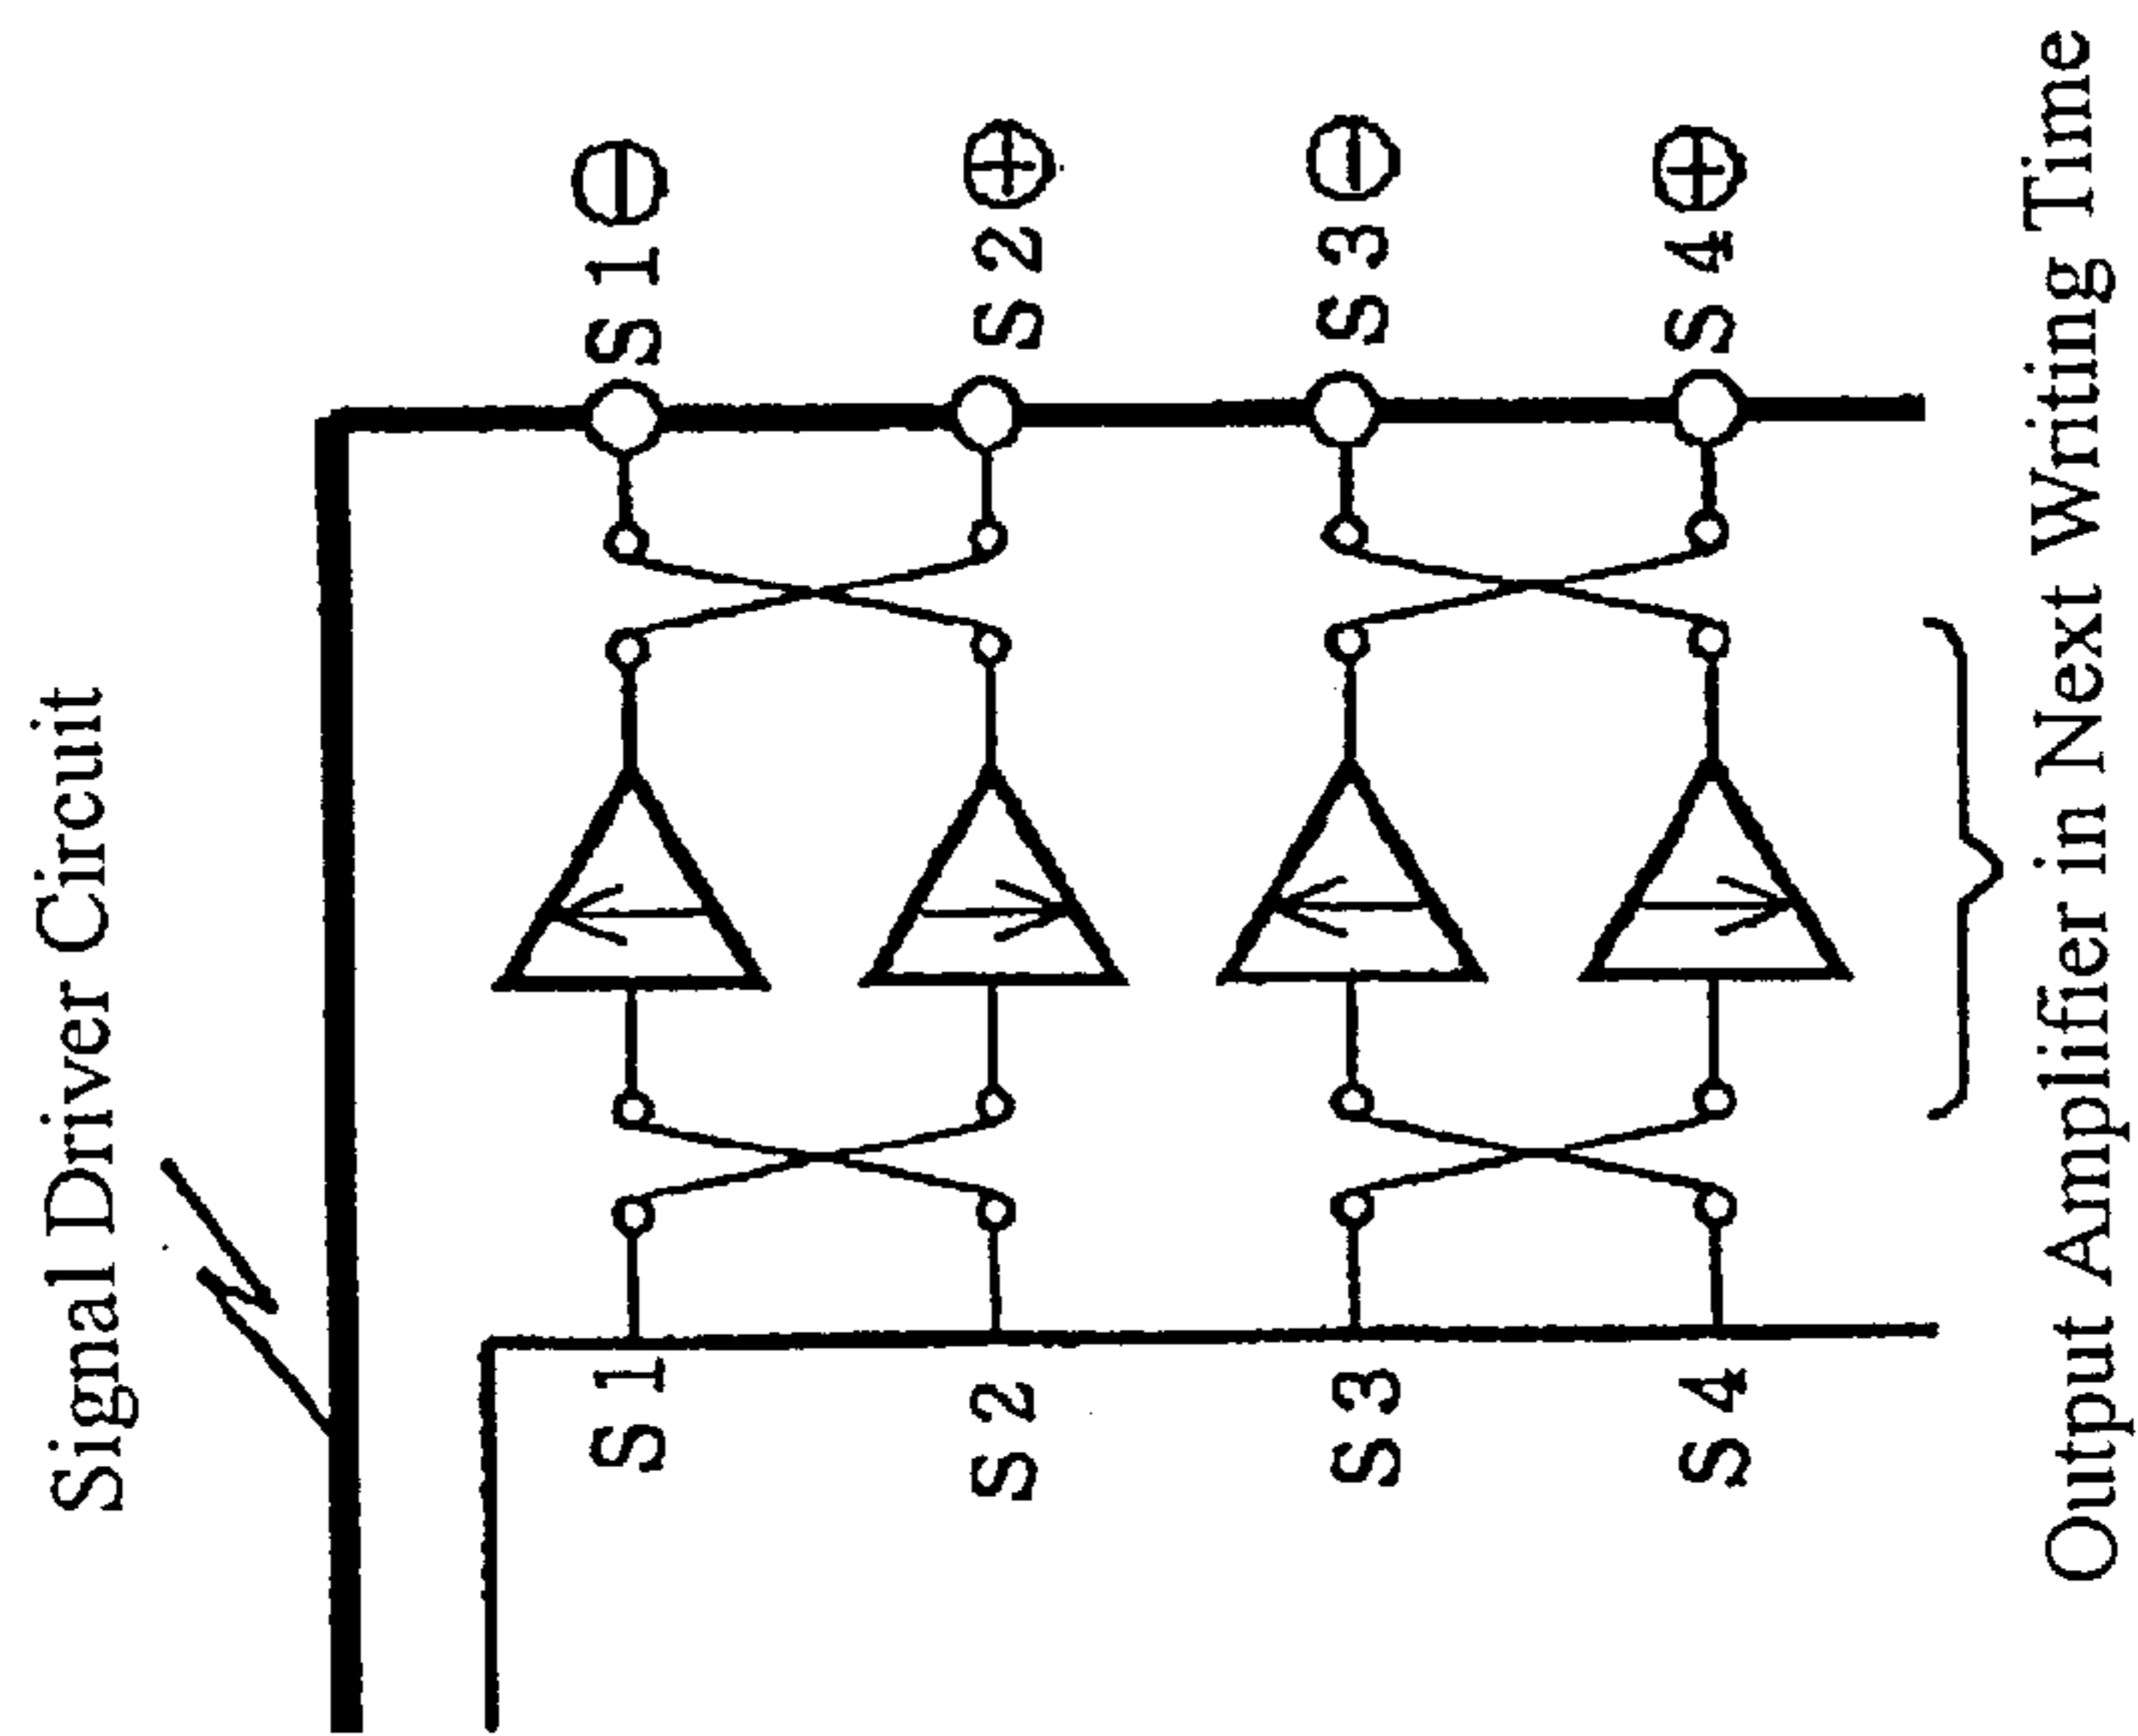 Signal Driver Circuit
S1 S1⊖
S2 S2⊕
S3 S3⊖
S4 S4⊕
Output Amplifier in Next Writing Time